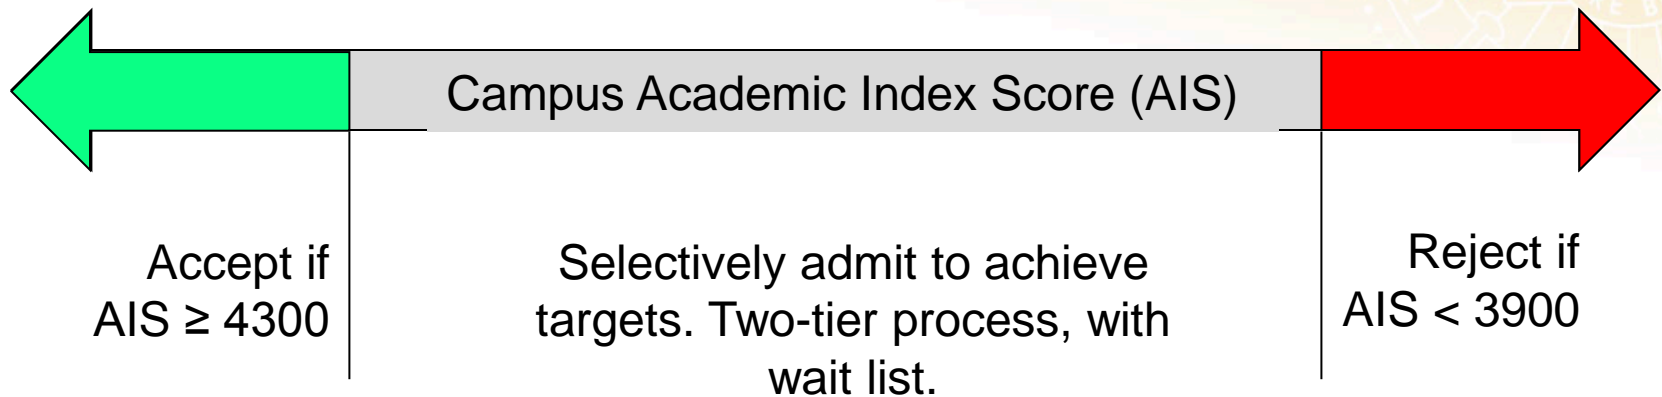 Campus Academic Index Score (AIS)
Accept if
AIS ≥ 4300
Selectively admit to achieve
targets. Two-tier process, with
wait list.
Reject if
AIS < 3900